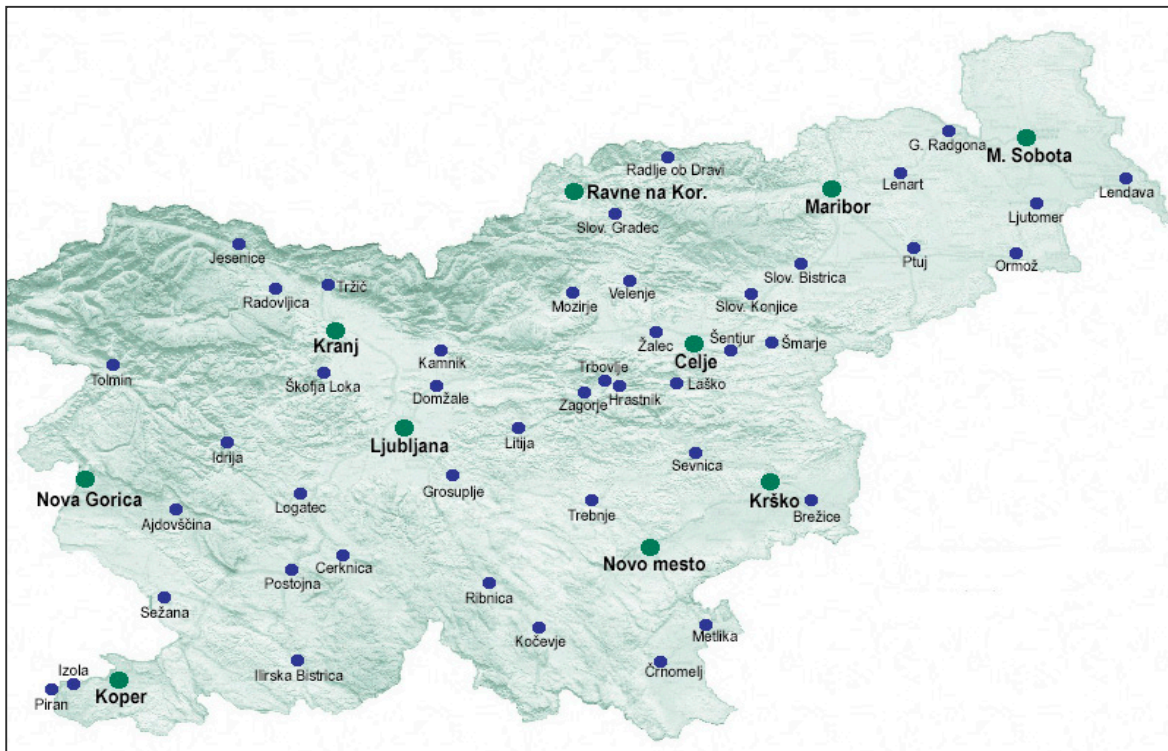 G. Radgona
M. Sobota
Radlje ob Dravi
Lenart
Lendava
Ravne na Kor.
Maribor
Ljutomer
Slov. Gradec
Jesenice
Ptuj
Ormož
Slov. Bistrica
Tržič
Velenje
Radovljica
Mozirje
Slov. Konjice
Kranj
Šentjur
Žalec
Šmarje
Celje
Kamnik
Trbovlje
Tolmin
Škofja Loka
Laško
Domžale
Hrastnik
Zagorje
Ljubljana
Litija
Idrija
Sevnica
Grosuplje
Nova Gorica
Krško
Logatec
Trebnje
Brežice
Ajdovščina
Cerknica
Novo mesto
Postojna
Ribnica
Sežana
Kočevje
Metlika
Izola
Črnomelj
Ilirska Bistrica
Koper
Piran